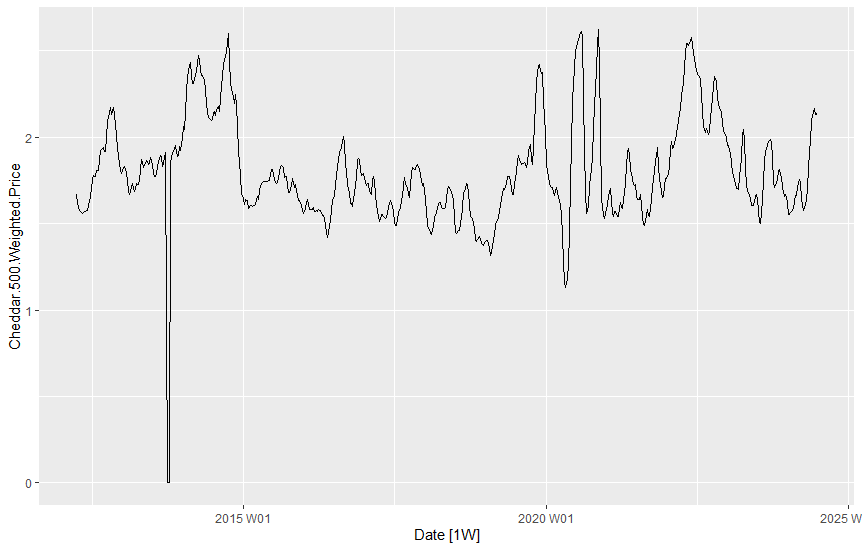 Cheddar.500.Weighted.Price
2
1
0
2015 W01
2020 W01
2025 W
Date [1W]